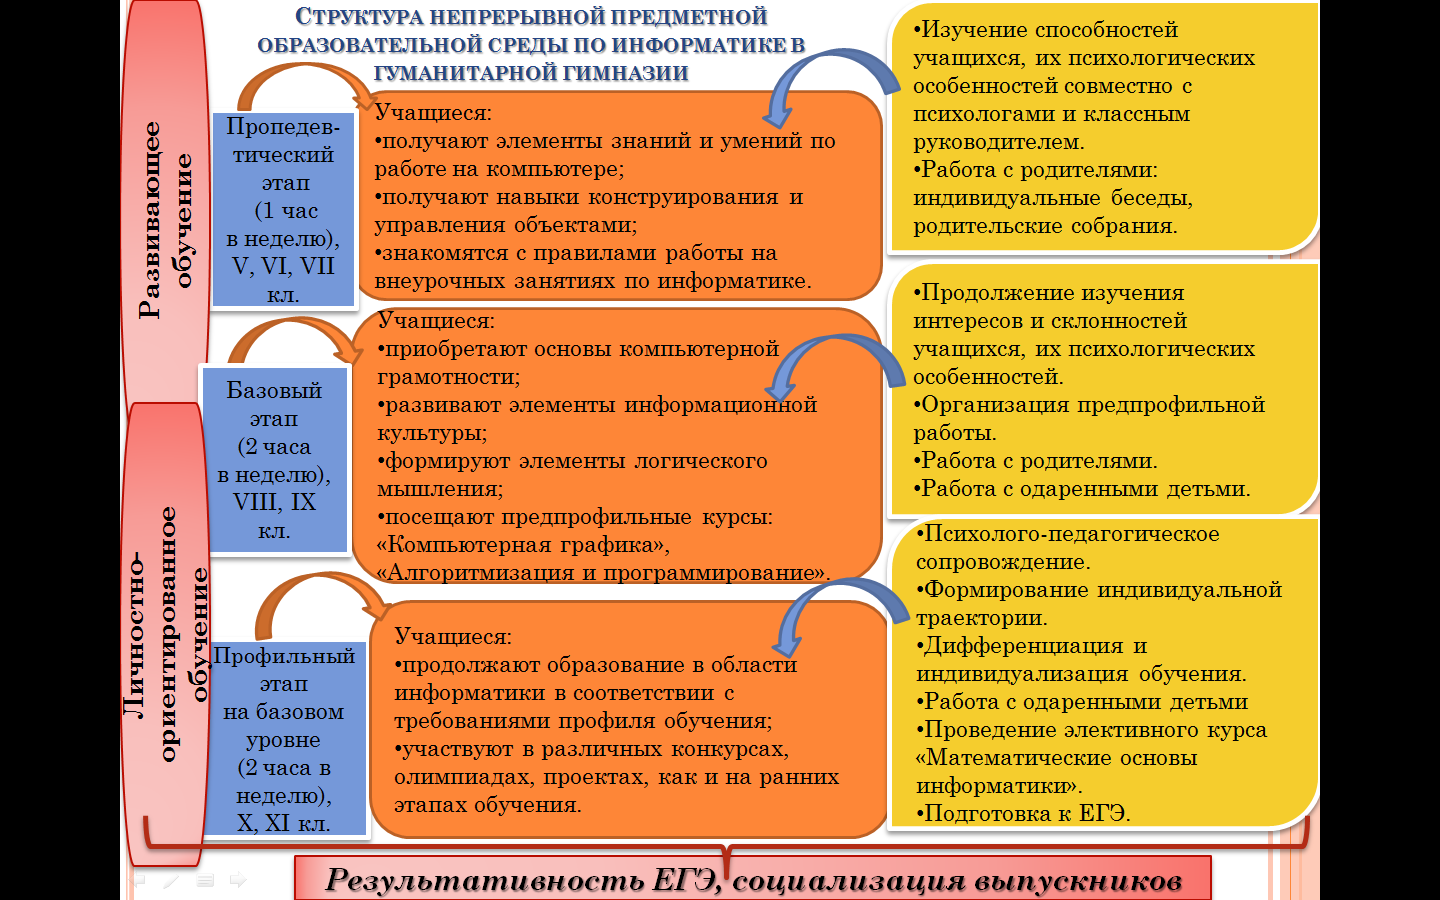 Структура непрерывной предметной
образовательной среды по информатике в
гуманитарной гимназии
Развивающее
обучение
Пропедев-
тический
этап
(1 час
в неделю),
V, VI, VII
кл.
Учащиеся:
•получают элементы знаний и умений по
работе на компьютере;
•получают навыки конструирования и
управления объектами;
•знакомятся с правилами работы на
внеурочных занятиях по информатике.
•Изучение способностей
учащихся, их психологических
особенностей совместно с
психологами и классным
руководителем.
•Работа с родителями:
индивидуальные беседы,
родительские собрания.
Базовый
этап
(2 часа
в неделю),
VIII, IX
кл.
Учащиеся:
•приобретают основы компьютерной
грамотности;
•развивают элементы информационной
культуры;
•формируют элементы логического
мышления;
•посещают предпрофильные курсы:
«Компьютерная графика»,
«Алгоритмизация и программирование».
•Продолжение изучения
интересов и склонностей
учащихся, их психологических
особенностей.
•Организация предпрофильной
работы.
•Работа с родителями.
•Работа с одаренными детьми.
Личностно-
ориентированное
обучение
Профильный
этап
на базовом
уровне
(2 часа в
неделю),
X, XI кл.
Учащиеся:
•продолжают образование в области
информатики в соответствии с
требованиями профиля обучения;
•участвуют в различных конкурсах,
олимпиадах, проектах, как и на ранних
этапах обучения.
•Психолого-педагогическое
сопровождение.
•Формирование индивидуальной
траектории.
•Дифференциация и
индивидуализация обучения.
•Работа с одаренными детьми
•Проведение элективного курса
«Математические основы
информатики».
•Подготовка к ЕГЭ.
Результативность ЕГЭ, социализация выпускников